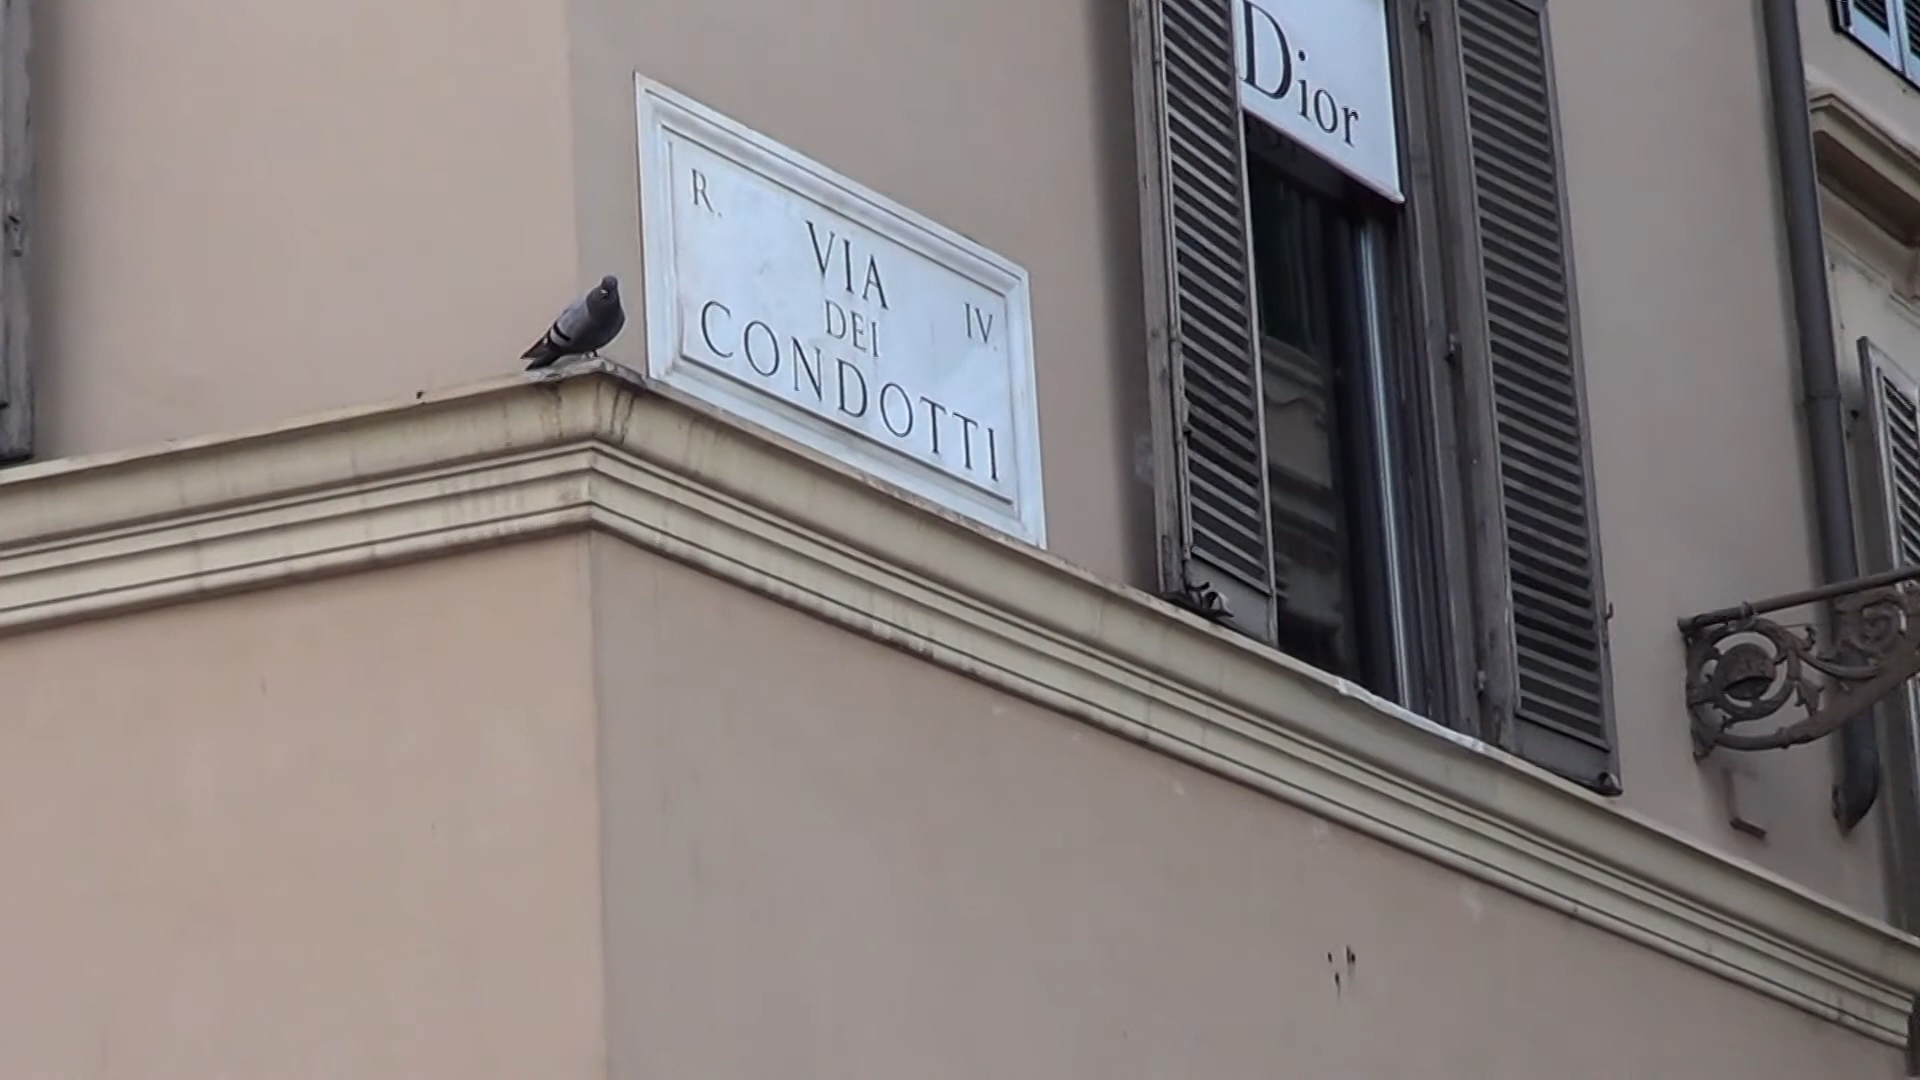 R.
VIA
DEI
IV.
CONDOTTI
Dior